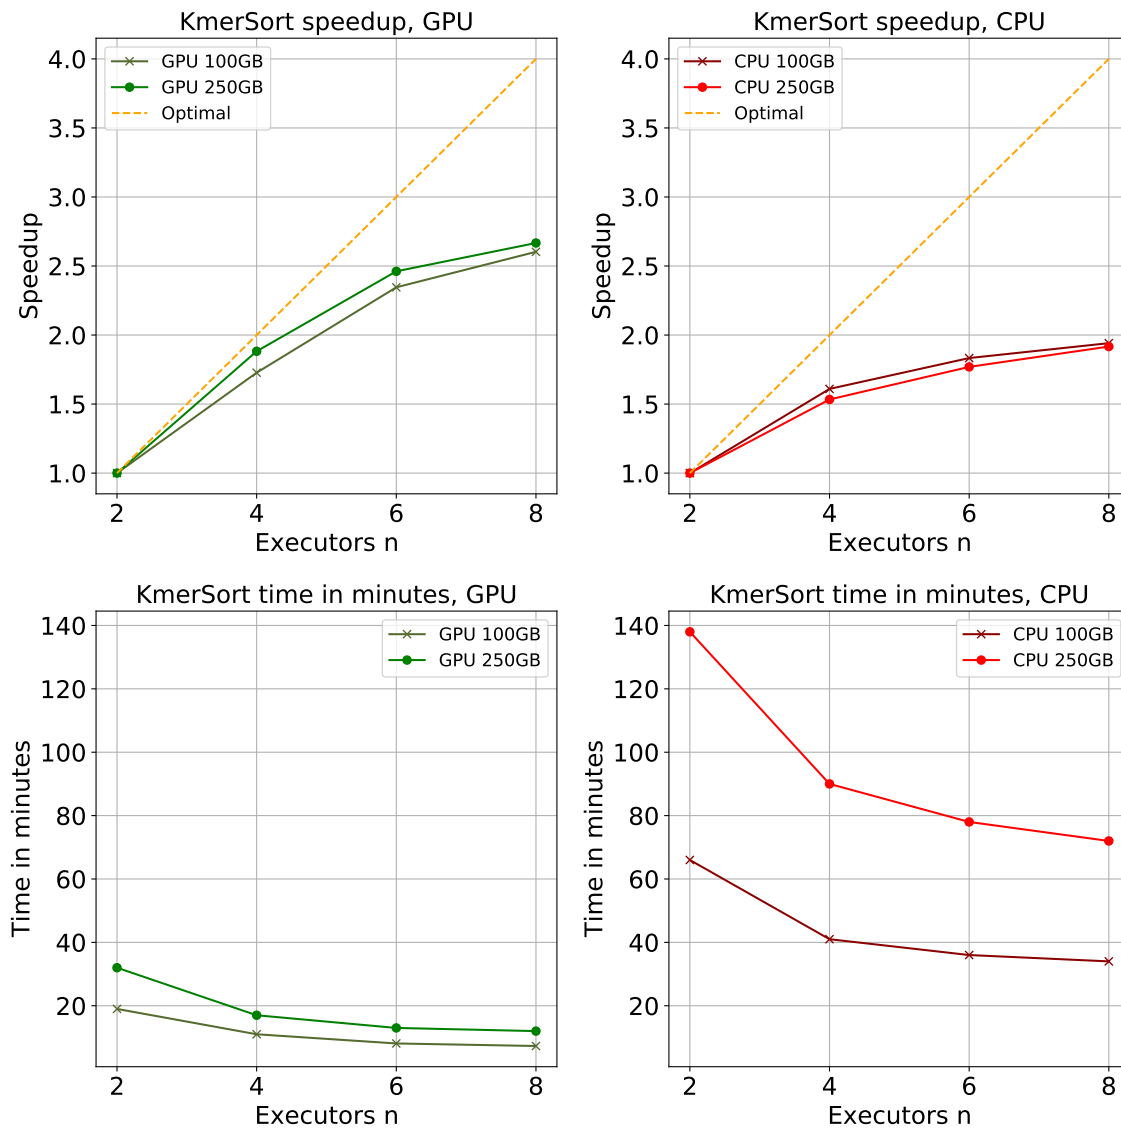 KmerSort speedup, GPU
4.0
3.5
3.0
2.5
2.0
1.5
1.0
Speedup
GPU 100GB
GPU 250GB
Optimal
2 4 6 8
Executors n
KmerSort speedup, CPU
4.0
3.5
3.0
2.5
2.0
1.5
1.0
Speedup
CPU 100GB
CPU 250GB
Optimal
2 4 6 8
Executors n
KmerSort time in minutes, GPU
140
120
100
80
60
40
20
Time in minutes
GPU 100GB
GPU 250GB
2 4 6 8
Executors n
KmerSort time in minutes, CPU
140
120
100
80
60
40
20
Time in minutes
CPU 100GB
CPU 250GB
2 4 6 8
Executors n